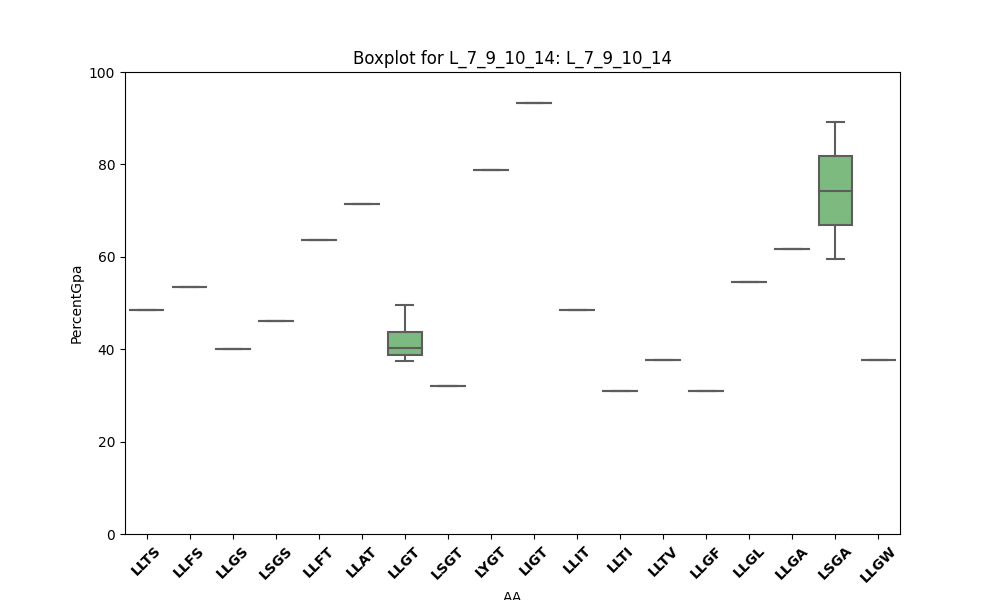 Boxplot for L_7_9_10_14: L_7_9_10_14
100
80
60
40
20
0
PercentGpa
LLTS LLFS LLGS LSGS LLFT LLAT LLGT LSGT LYGT LIGT LLIT LLTI LLTV LLGF LLGL LLGA LSGA LLGW
AA